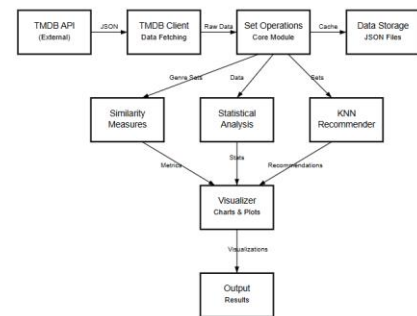 TMDB API
(External)
JSON
TMDB Client
Data Fetching
Raw Data
Set Operations
Core Module
Cache
Data Storage
JSON Files
Genre Sets
Data
Sets
Similarity
Measures
Statistical
Analysis
KNN
Recommender
Metrics
Stats
Recommendations
Visualizer
Charts & Plots
Visualizations
Output
Results